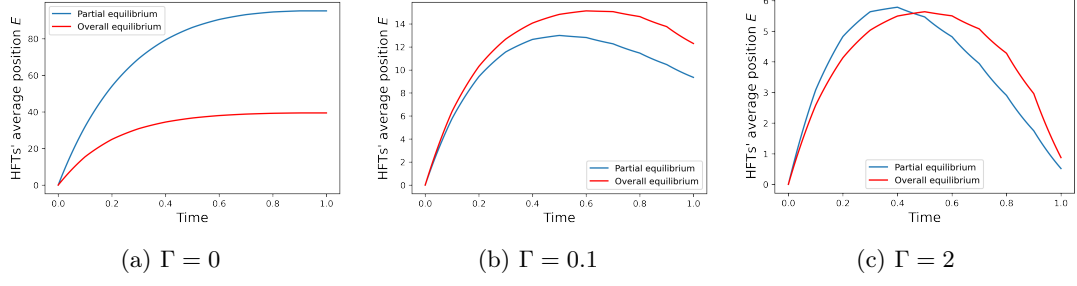 Partial equilibrium
Overall equilibrium
HFTs' average position E
80
60
40
20
0
0.0 0.2 0.4 0.6 0.8 1.0
Time
(a) Γ = 0
HFTs' average position E
14
12
10
8
6
4
2
0
Partial equilibrium
Overall equilibrium
0.0 0.2 0.4 0.6 0.8 1.0
Time
(b) Γ = 0.1
HFTs' average position E
6
5
4
3
2
1
0
Partial equilibrium
Overall equilibrium
0.0 0.2 0.4 0.6 0.8 1.0
Time
(c) Γ = 2